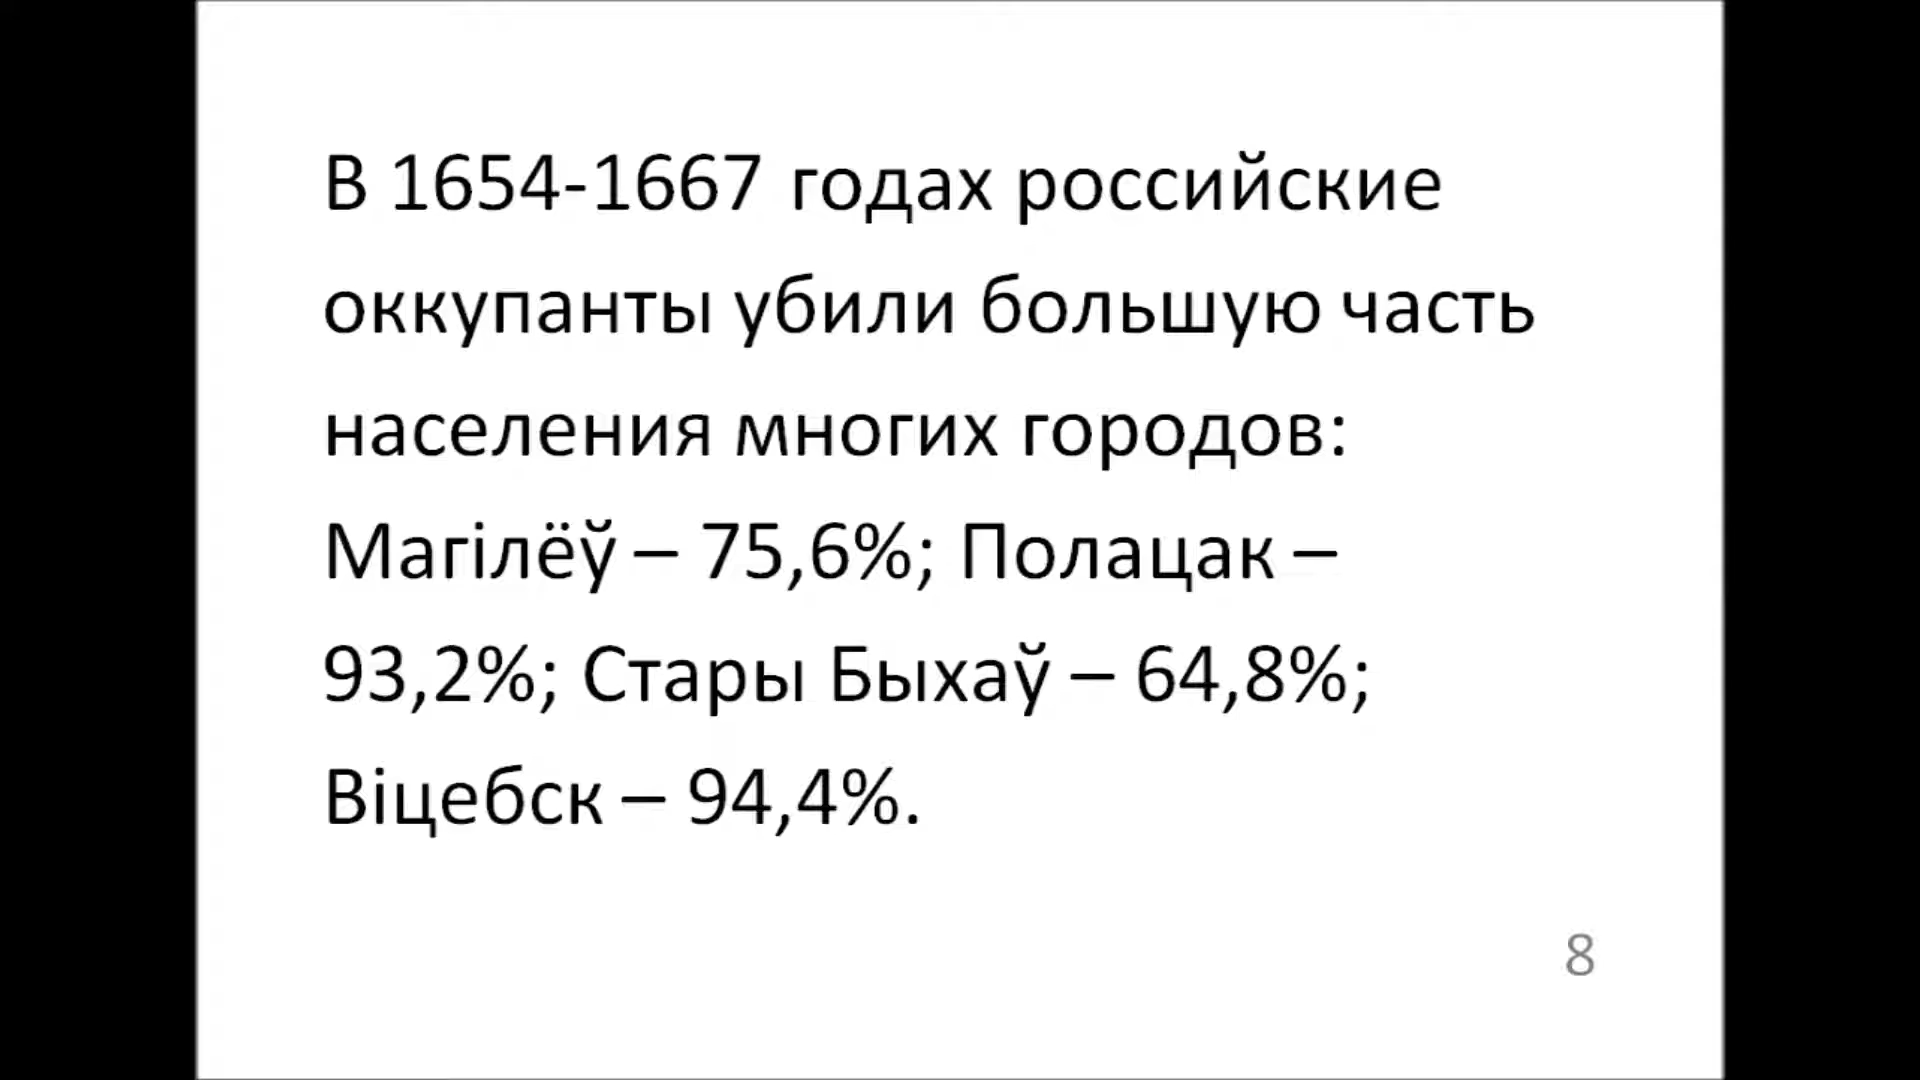 В 1654-1667 годах российские
оккупанты убили большую часть
населения многих городов:
Магілёў – 75,6%; Полацак –
93,2%; Стары Быхаў – 64,8%;
Віцебск – 94,4%.
8